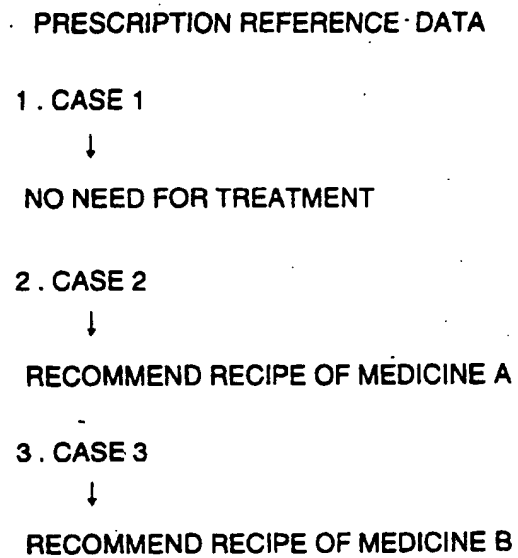 PRESCRIPTION REFERENCE DATA
1 . CASE 1
↓
NO NEED FOR TREATMENT
2 . CASE 2
↓
RECOMMEND RECIPE OF MEDICINE A
3 . CASE 3
↓
RECOMMEND RECIPE OF MEDICINE B